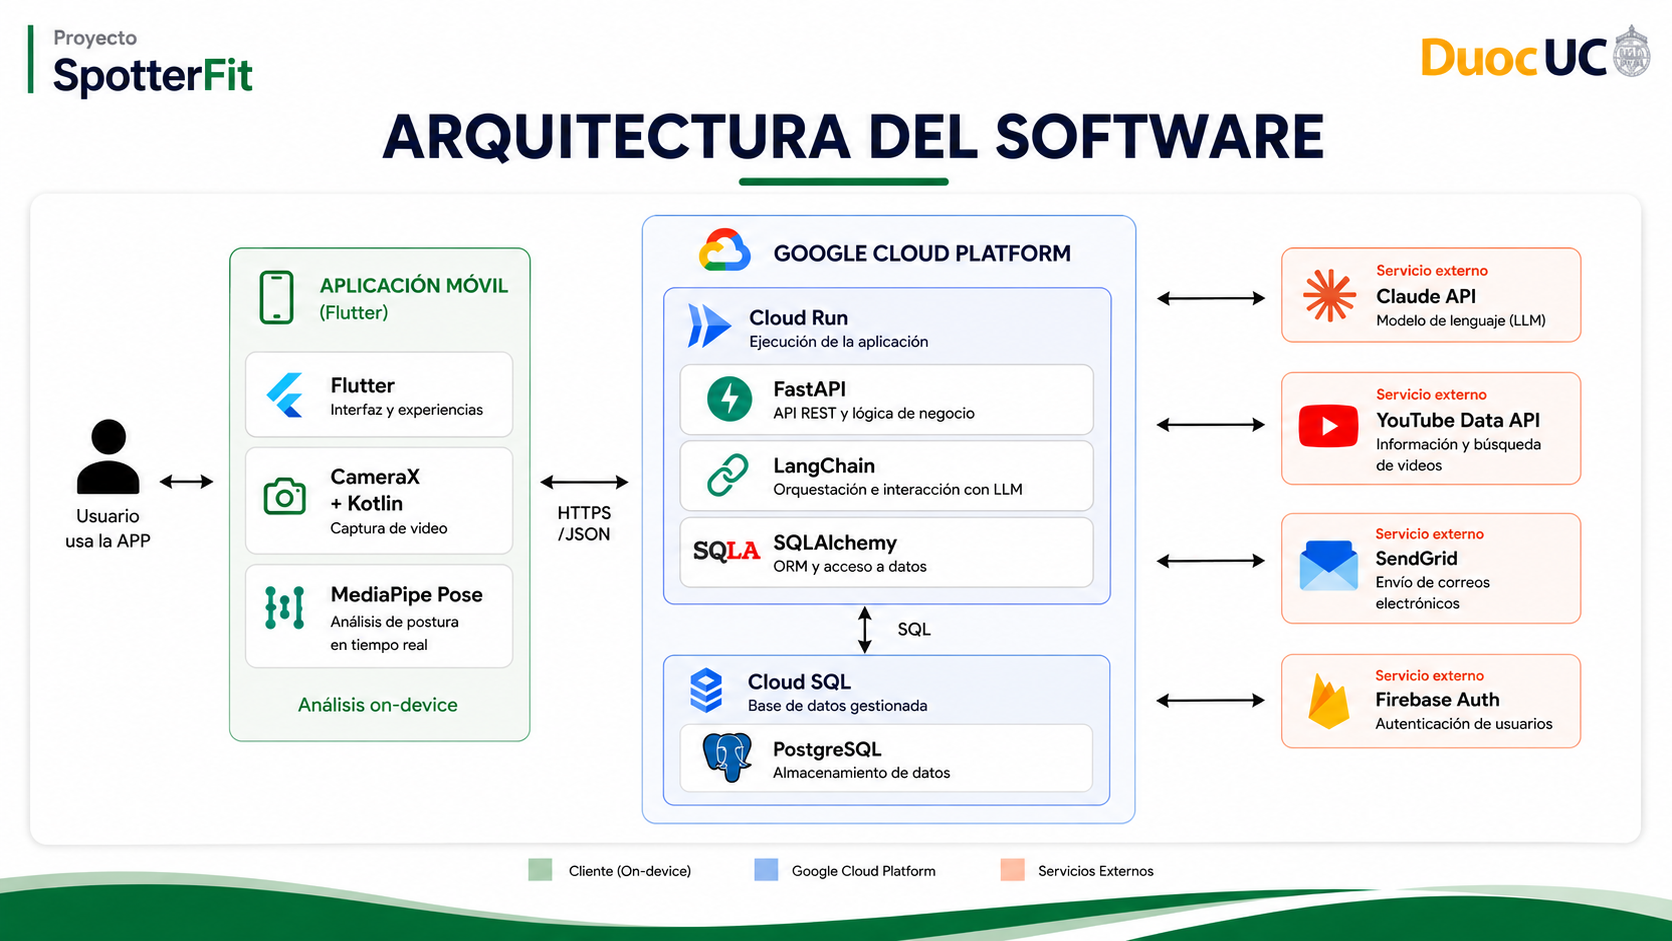 Proyecto
SpotterFit
Duoc UC
ARQUITECTURA DEL SOFTWARE
Usuario
usa la APP
APLICACIÓN MÓVIL
(Flutter)
Flutter
Interfaz y experiencias
CameraX
+ Kotlin
Captura de video
MediaPipe Pose
Análisis de postura
en tiempo real
Análisis on-device
HTTPS
/JSON
GOOGLE CLOUD PLATFORM
Cloud Run
Ejecución de la aplicación
FastAPI
API REST y lógica de negocio
LangChain
Orquestación e interacción con LLM
SQLA
SQLAlchemy
ORM y acceso a datos
SQL
Cloud SQL
Base de datos gestionada
PostgreSQL
Almacenamiento de datos
Servicio externo
Claude API
Modelo de lenguaje (LLM)
Servicio externo
YouTube Data API
Información y búsqueda
de videos
Servicio externo
SendGrid
Envío de correos
electrónicos
Servicio externo
Firebase Auth
Autenticación de usuarios
Cliente (On-device)
Google Cloud Platform
Servicios Externos